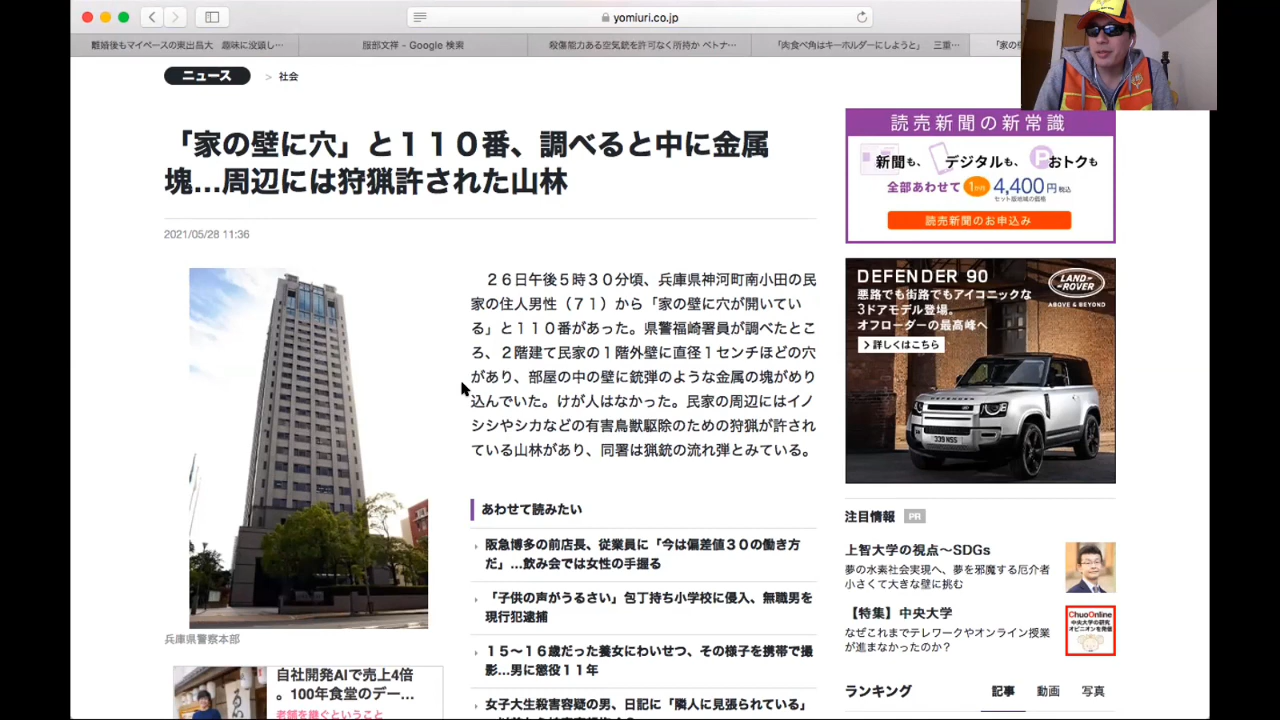 yomiuri.co.jp
離婚後もマイペースの東出昌大 趣味に没頭し…
服部文祥 - Google 検索
殺傷能力ある空気銃を許可なく所持か ベトナ…
「肉食べ角はキーホルダーにしようと」 三重…
ニュース > 社会
「家の壁に穴」と１１０番、調べると中に金属
塊…周辺には狩猟許された山林
2021/05/28 11:36
２６日午後５時３０分頃、兵庫県神河町南小田の民
家の住人男性（７１）から「家の壁に穴が開いてい
る」と１１０番があった。県警福崎署員が調べたとこ
ろ、２階建て民家の１階外壁に直径１センチほどの穴
があり、部屋の中の壁に銃弾のような金属の塊がめり
込んでいた。けが人はなかった。民家の周辺にはイノ
シシやシカなどの有害鳥獣駆除のための狩猟が許され
ている山林があり、同署は猟銃の流れ弾とみている。
兵庫県警察本部
あわせて読みたい
阪急博多の前店長、従業員に「今は偏差値３０の働き方
だ」…飲み会では女性の手握る
「子供の声がうるさい」包丁持ち小学校に侵入、無職男を
現行犯逮捕
１５～１６歳だった養女にわいせつ、その様子を携帯で撮
影…男に懲役１１年
女子大生殺害容疑の男、日記に「隣人に見張られている」
自社開発AIで売上4倍
。100年食堂のデー…
老舗を継ぐということ
読売新聞の新常識
新聞も、デジタルも、Pおトクも
全部あわせて 1か月 4,400円 税込
セット版地域の価格
読売新聞のお申込み
DEFENDER 90
悪路でも街路でもアイコニックな
3ドアモデル登場。
オフローダーの最高峰へ
>詳しくはこちら
LAND
ROVER
ABOVE & BEYOND
注目情報 PR
上智大学の視点～SDGs
夢の水素社会実現へ、夢を邪魔する厄介者
小さくて大きな壁に挑む
【特集】中央大学
なぜこれまでテレワークやオンライン授業
が進まなかったのか？
ChuoOnline
ランキング 記事 動画 写真